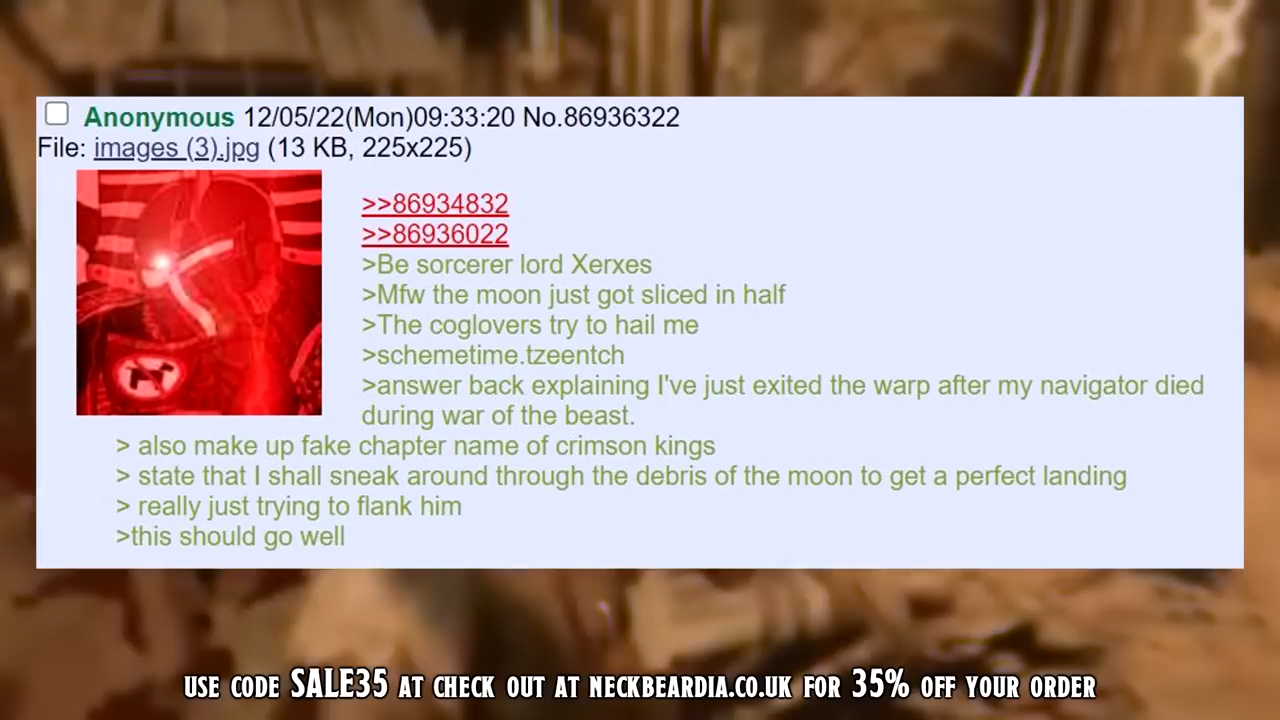 Anonymous 12/05/22(Mon)09:33:20 No.86936322
File: images (3).jpg (13 KB, 225x225)
>>86934832
>>86936022
>Be sorcerer lord Xerxes
>Mfw the moon just got sliced in half
>The coglovers try to hail me
>schemetime.tzeentch
>answer back explaining I've just exited the warp after my navigator died
during war of the beast.
> also make up fake chapter name of crimson kings
> state that I shall sneak around through the debris of the moon to get a perfect landing
> really just trying to flank him
>this should go well
USE CODE SALE35 AT CHECK OUT AT NECKBEARDIA.CO.UK FOR 35% OFF YOUR ORDER